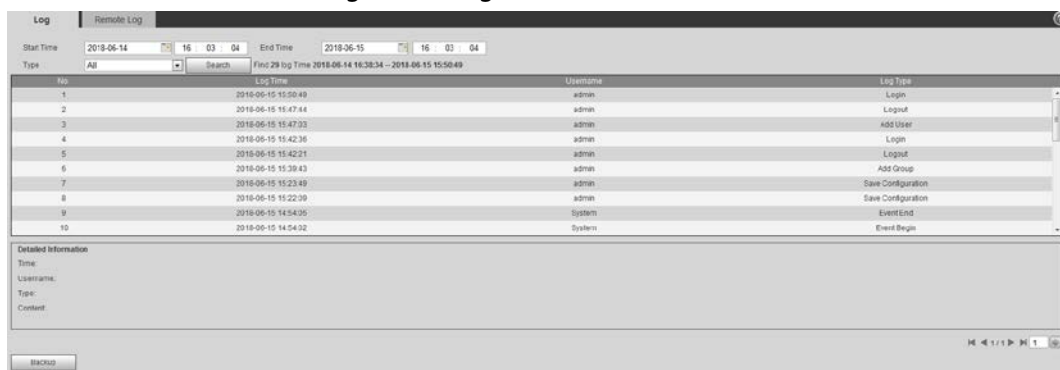 Log Remote Log
Start Time 2018-06-14 16 : 03 : 04 End Time 2018-06-15 16 : 03 : 04
Type All Search Find 29 log Time 2018-06-14 16:38:34 -- 2018-06-15 15:50:49
No. Log Time Username Log Type
1 2018-06-15 15:50:49 admin Login
2 2018-06-15 15:47:44 admin Logout
3 2018-06-15 15:47:33 admin Add User
4 2018-06-15 15:42:36 admin Login
5 2018-06-15 15:42:21 admin Logout
6 2018-06-15 15:39:43 admin Add Group
7 2018-06-15 15:23:49 admin Save Configuration
8 2018-06-15 15:22:39 admin Save Configuration
9 2018-06-15 14:54:35 System Event End
10 2018-06-15 14:54:32 System Event Begin
Detailed Information
Time:
Username:
Type:
Content:
1/1 1
Backup